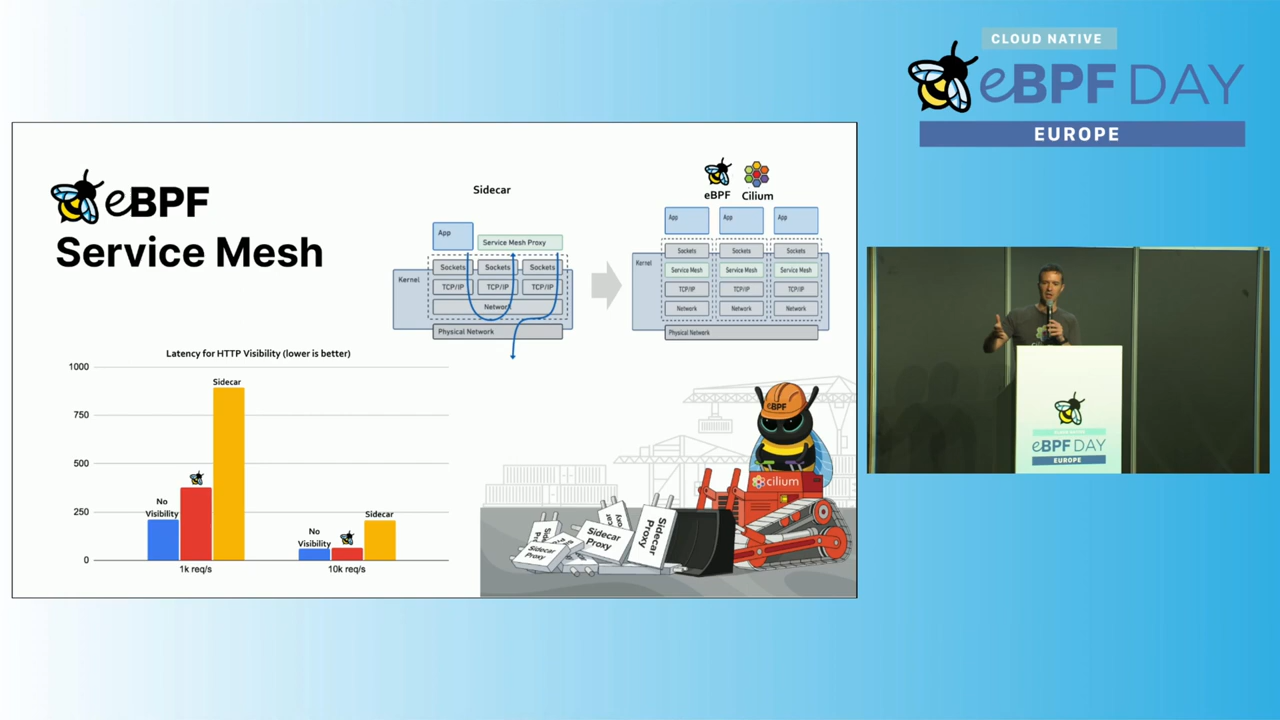 CLOUD NATIVE
eBPF DAY
EUROPE
eBPF
Service Mesh
Sidecar
App
Service Mesh Proxy
Kernel
Sockets
Sockets
Sockets
TCP/IP
TCP/IP
TCP/IP
Network
Physical Network
eBPF
Cilium
App
App
App
Kernel
Sockets
Sockets
Sockets
Service Mesh
Service Mesh
Service Mesh
TCP/IP
TCP/IP
TCP/IP
Network
Network
Network
Physical Network
Latency for HTTP Visibility (lower is better)
1000
750
500
250
0
No
Visibility
Sidecar
1k req/s
No
Visibility
Sidecar
10k req/s
eBPF
cilium
Sidecar
Proxy
Sidecar
Proxy
Sidecar
Proxy
eBPF DAY
EUROPE